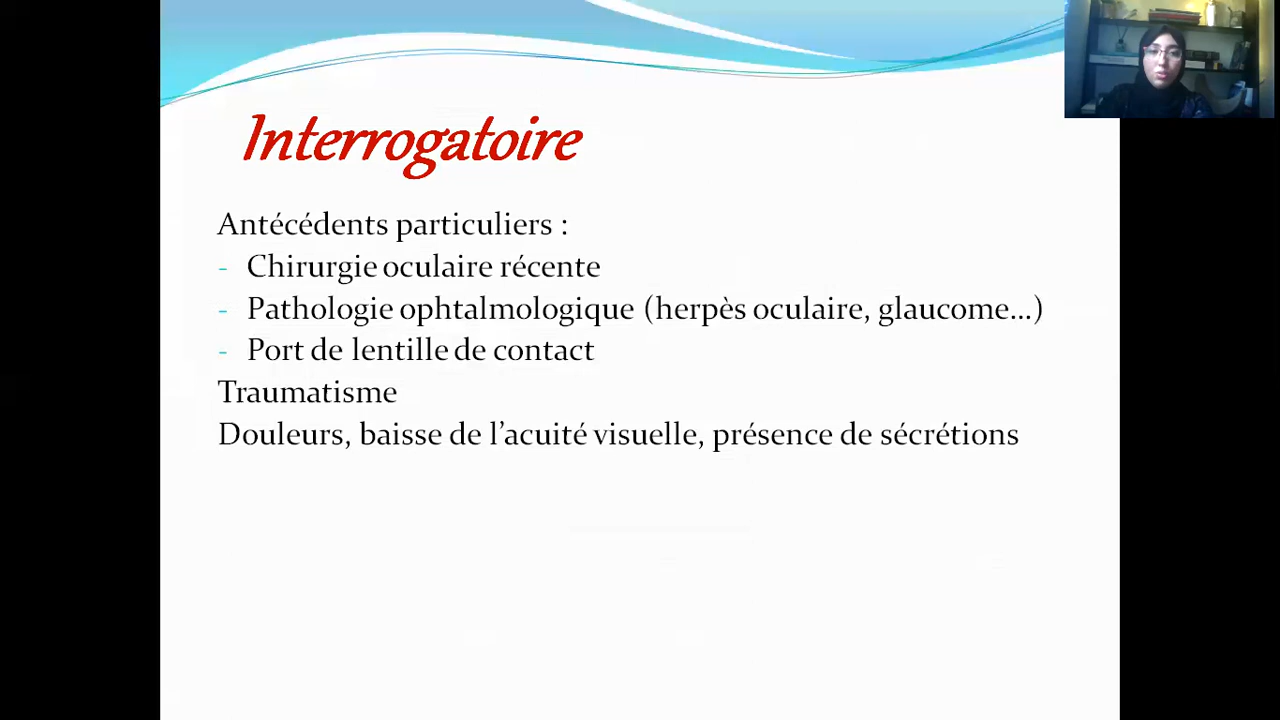 Interrogatoire
Antécédents particuliers :
- Chirurgie oculaire récente
- Pathologie ophtalmologique (herpès oculaire, glaucome...)
- Port de lentille de contact
Traumatisme
Douleurs, baisse de l’acuité visuelle, présence de sécrétions